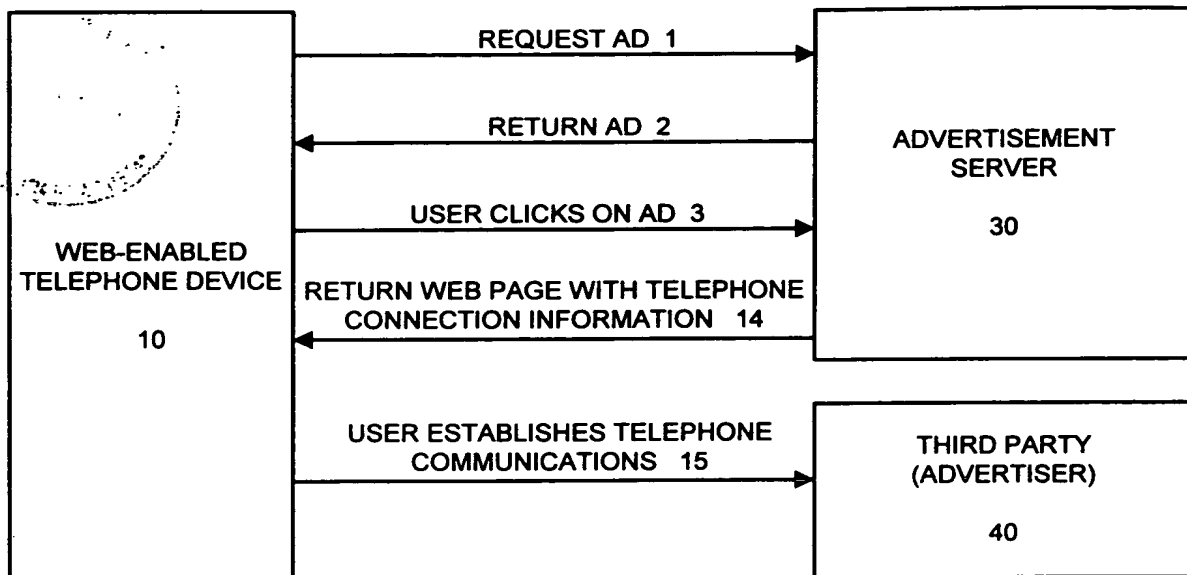 REQUEST AD 1
RETURN AD 2
USER CLICKS ON AD 3
RETURN WEB PAGE WITH TELEPHONE
CONNECTION INFORMATION 14
USER ESTABLISHES TELEPHONE
COMMUNICATIONS 15
WEB-ENABLED
TELEPHONE DEVICE
10
ADVERTISEMENT
SERVER
30
THIRD PARTY
(ADVERTISER)
40